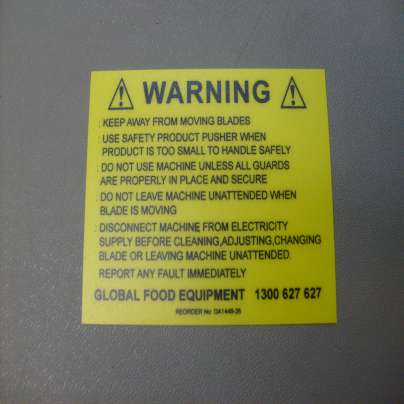 WARNING
: KEEP AWAY FROM MOVING BLADES
: USE SAFETY PRODUCT PUSHER WHEN
PRODUCT IS TOO SMALL TO HANDLE SAFELY
: DO NOT USE MACHINE UNLESS ALL GUARDS
ARE PROPERLY IN PLACE AND SECURE
: DO NOT LEAVE MACHINE UNATTENDED WHEN
BLADE IS MOVING
: DISCONNECT MACHINE FROM ELECTRICITY
SUPPLY BEFORE CLEANING,ADJUSTING,CHANGING
BLADE OR LEAVING MACHINE UNATTENDED.
REPORT ANY FAULT IMMEDIATELY
GLOBAL FOOD EQUIPMENT 1300 627 627
REORDER No: